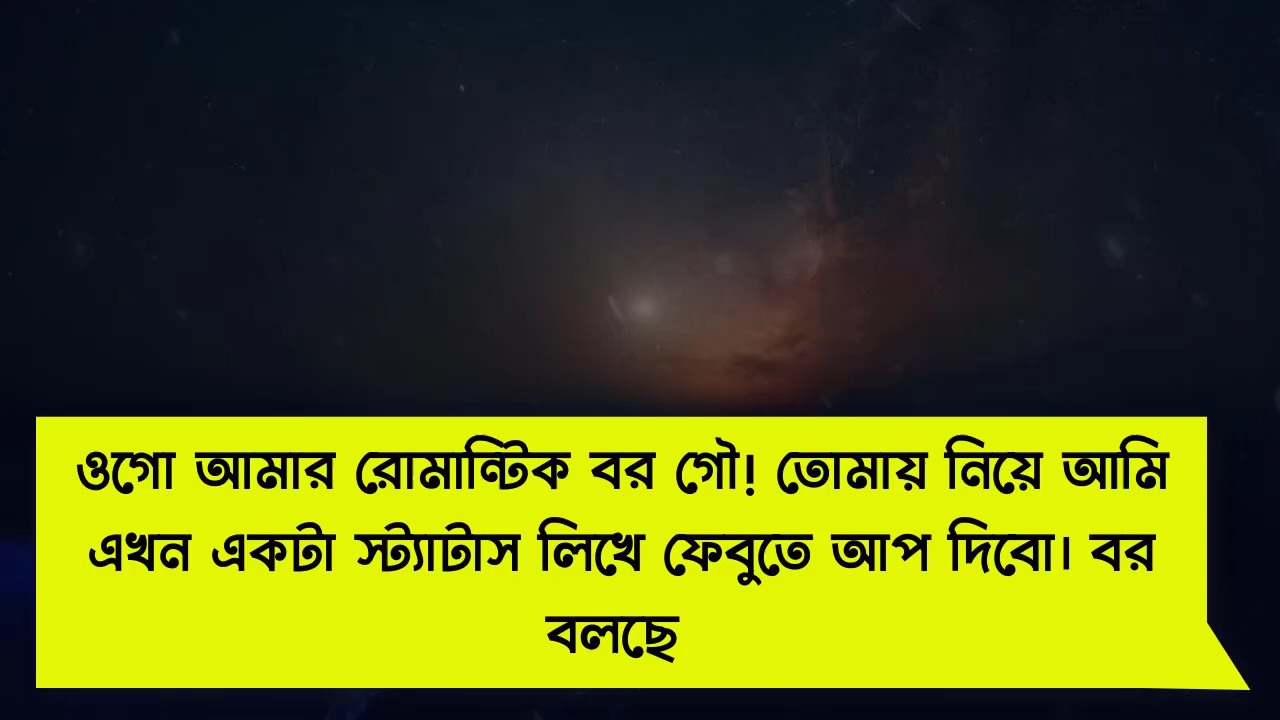 ওগো আমার রোমান্টিক বর গৌ! তোমায় নিয়ে আমি
এখন একটা স্ট্যাটাস লিখে ফেবুতে আপ দিবো। বর
বলছে